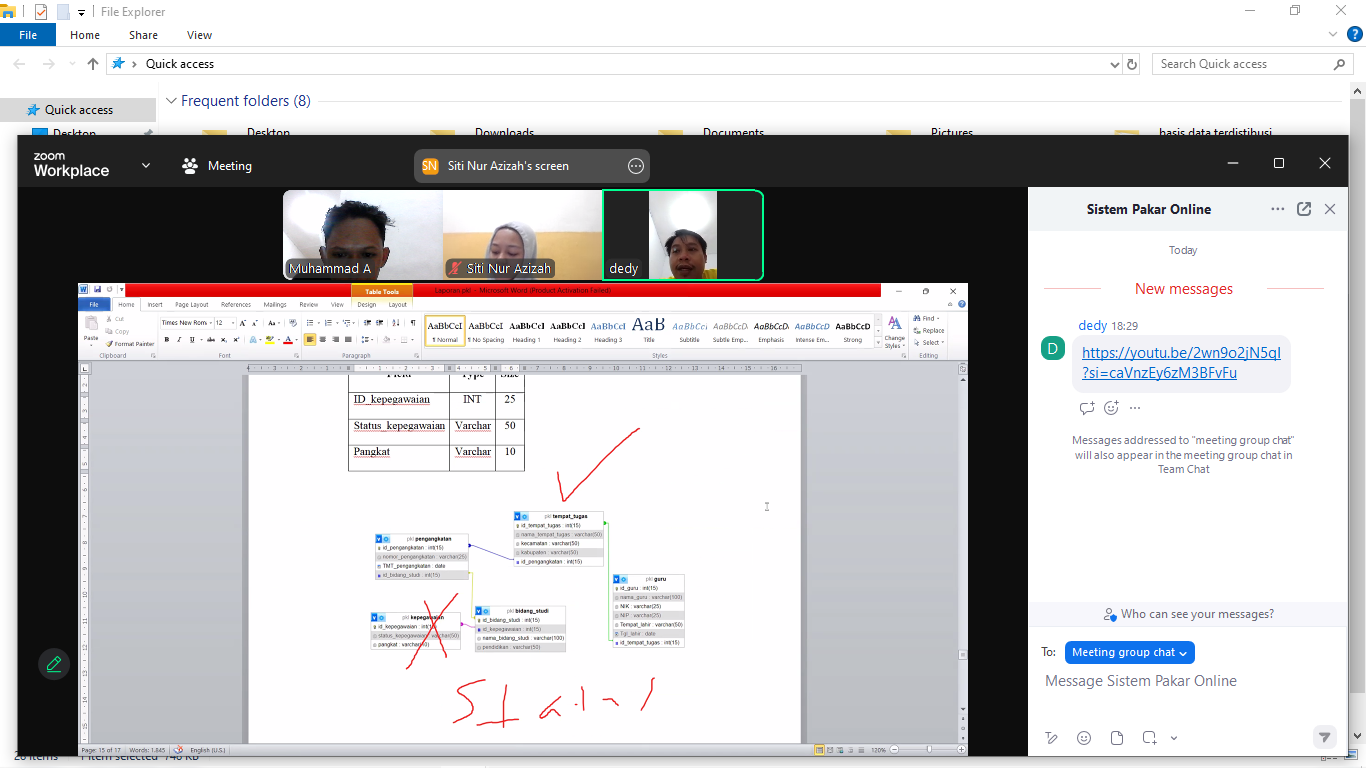 File Explorer
File Home Share View
Quick access
Search Quick access
Quick access
Frequent folders (8)
Desktop
Desktop Downloads Documents Pictures basis data terdistibusi
zoom
Workplace
Meeting
SN Siti Nur Azizah's screen
Muhammad A
Siti Nur Azizah
dedy
Table Tools
Laporan pkl - Microsoft Word (Product Activation Failed)
File Home Insert Page Layout References Mailings Review View Design Layout
Paste
Cut
Copy
Format Painter
Times New Rom 12
AaBbCcI AaBbCcI AaBbCcI AaBbCcI AaBbCcI AaB AaBbCcI AaBbCcD AaBbCcD AaBbCcD AaBbCcD
¶ Normal ¶ No Spacing Heading 1 Heading 2 Heading 3 Title Subtitle Subtle Emp... Emphasis Intense Em... Strong
Change
Styles
Find
Replace
Select
Clipboard Font Paragraph Styles Editing
Field Type Size
ID_kepegawaian INT 25
Status_kepegawaian Varchar 50
Pangkat Varchar 10
pkl tempat_tugas
id_tempat_tugas : int(15)
nama_tempat_tugas : varchar(50)
kecamatan : varchar(50)
kabupaten : varchar(50)
id_pengangkatan : int(15)
pkl pengangkatan
id_pengangkatan : int(15)
nomor_pengangkatan : varchar(25)
TMT_pengangkatan : date
id_bidang_studi : int(15)
pkl guru
id_guru : int(15)
nama_guru : varchar(100)
NIK : varchar(25)
NIP : varchar(25)
Tempat_lahir : varchar(50)
Tgl_lahir : date
id_tempat_tugas : int(15)
pkl kepegawaian
id_kepegawaian : int(15)
status_kepegawaian : varchar(50)
pangkat : varchar(10)
pkl bidang_studi
id_bidang_studi : int(15)
id_kepegawaian : int(15)
nama_bidang_studi : varchar(100)
pendidikan : varchar(50)
Page: 15 of 17 Words: 1.845 English (U.S.) 120%
Sistem Pakar Online
Today
New messages
dedy 18:29
D
https://youtu.be/2wn9o2jN5qI
?si=caVnzEy6zM3BFvFu
Messages addressed to "meeting group chat"
will also appear in the meeting group chat in
Team Chat
Who can see your messages?
To: Meeting group chat
Message Sistem Pakar Online